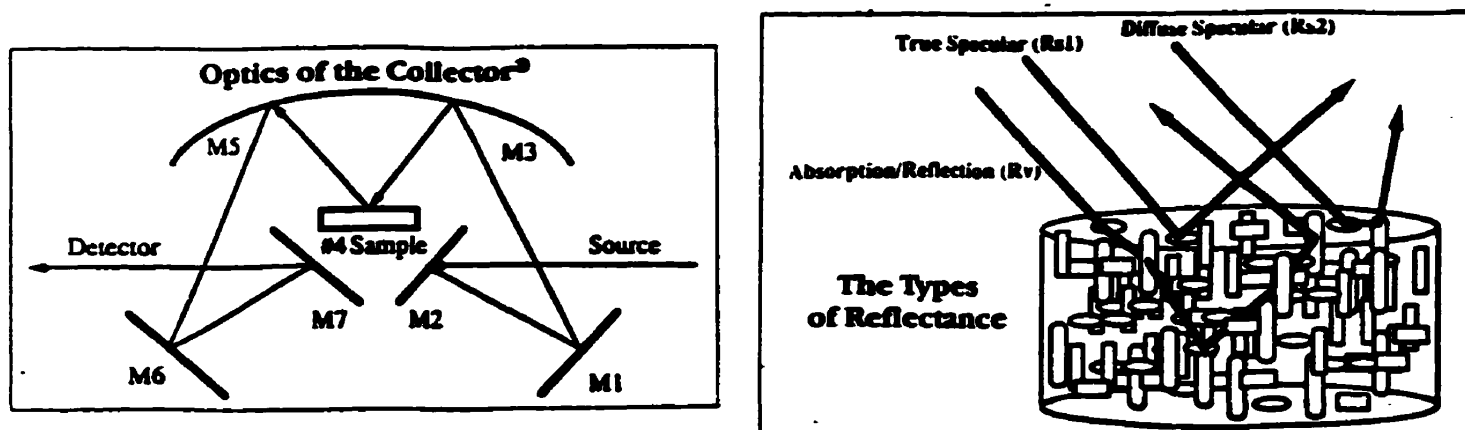 Optics of the Collector®
M5
M3
#4 Sample
Detector
Source
M7
M2
M6
M1
True Specular (Rs1)
Diffuse Specular (Rs2)
Absorption/Reflection (Rv)
The Types
of Reflectance